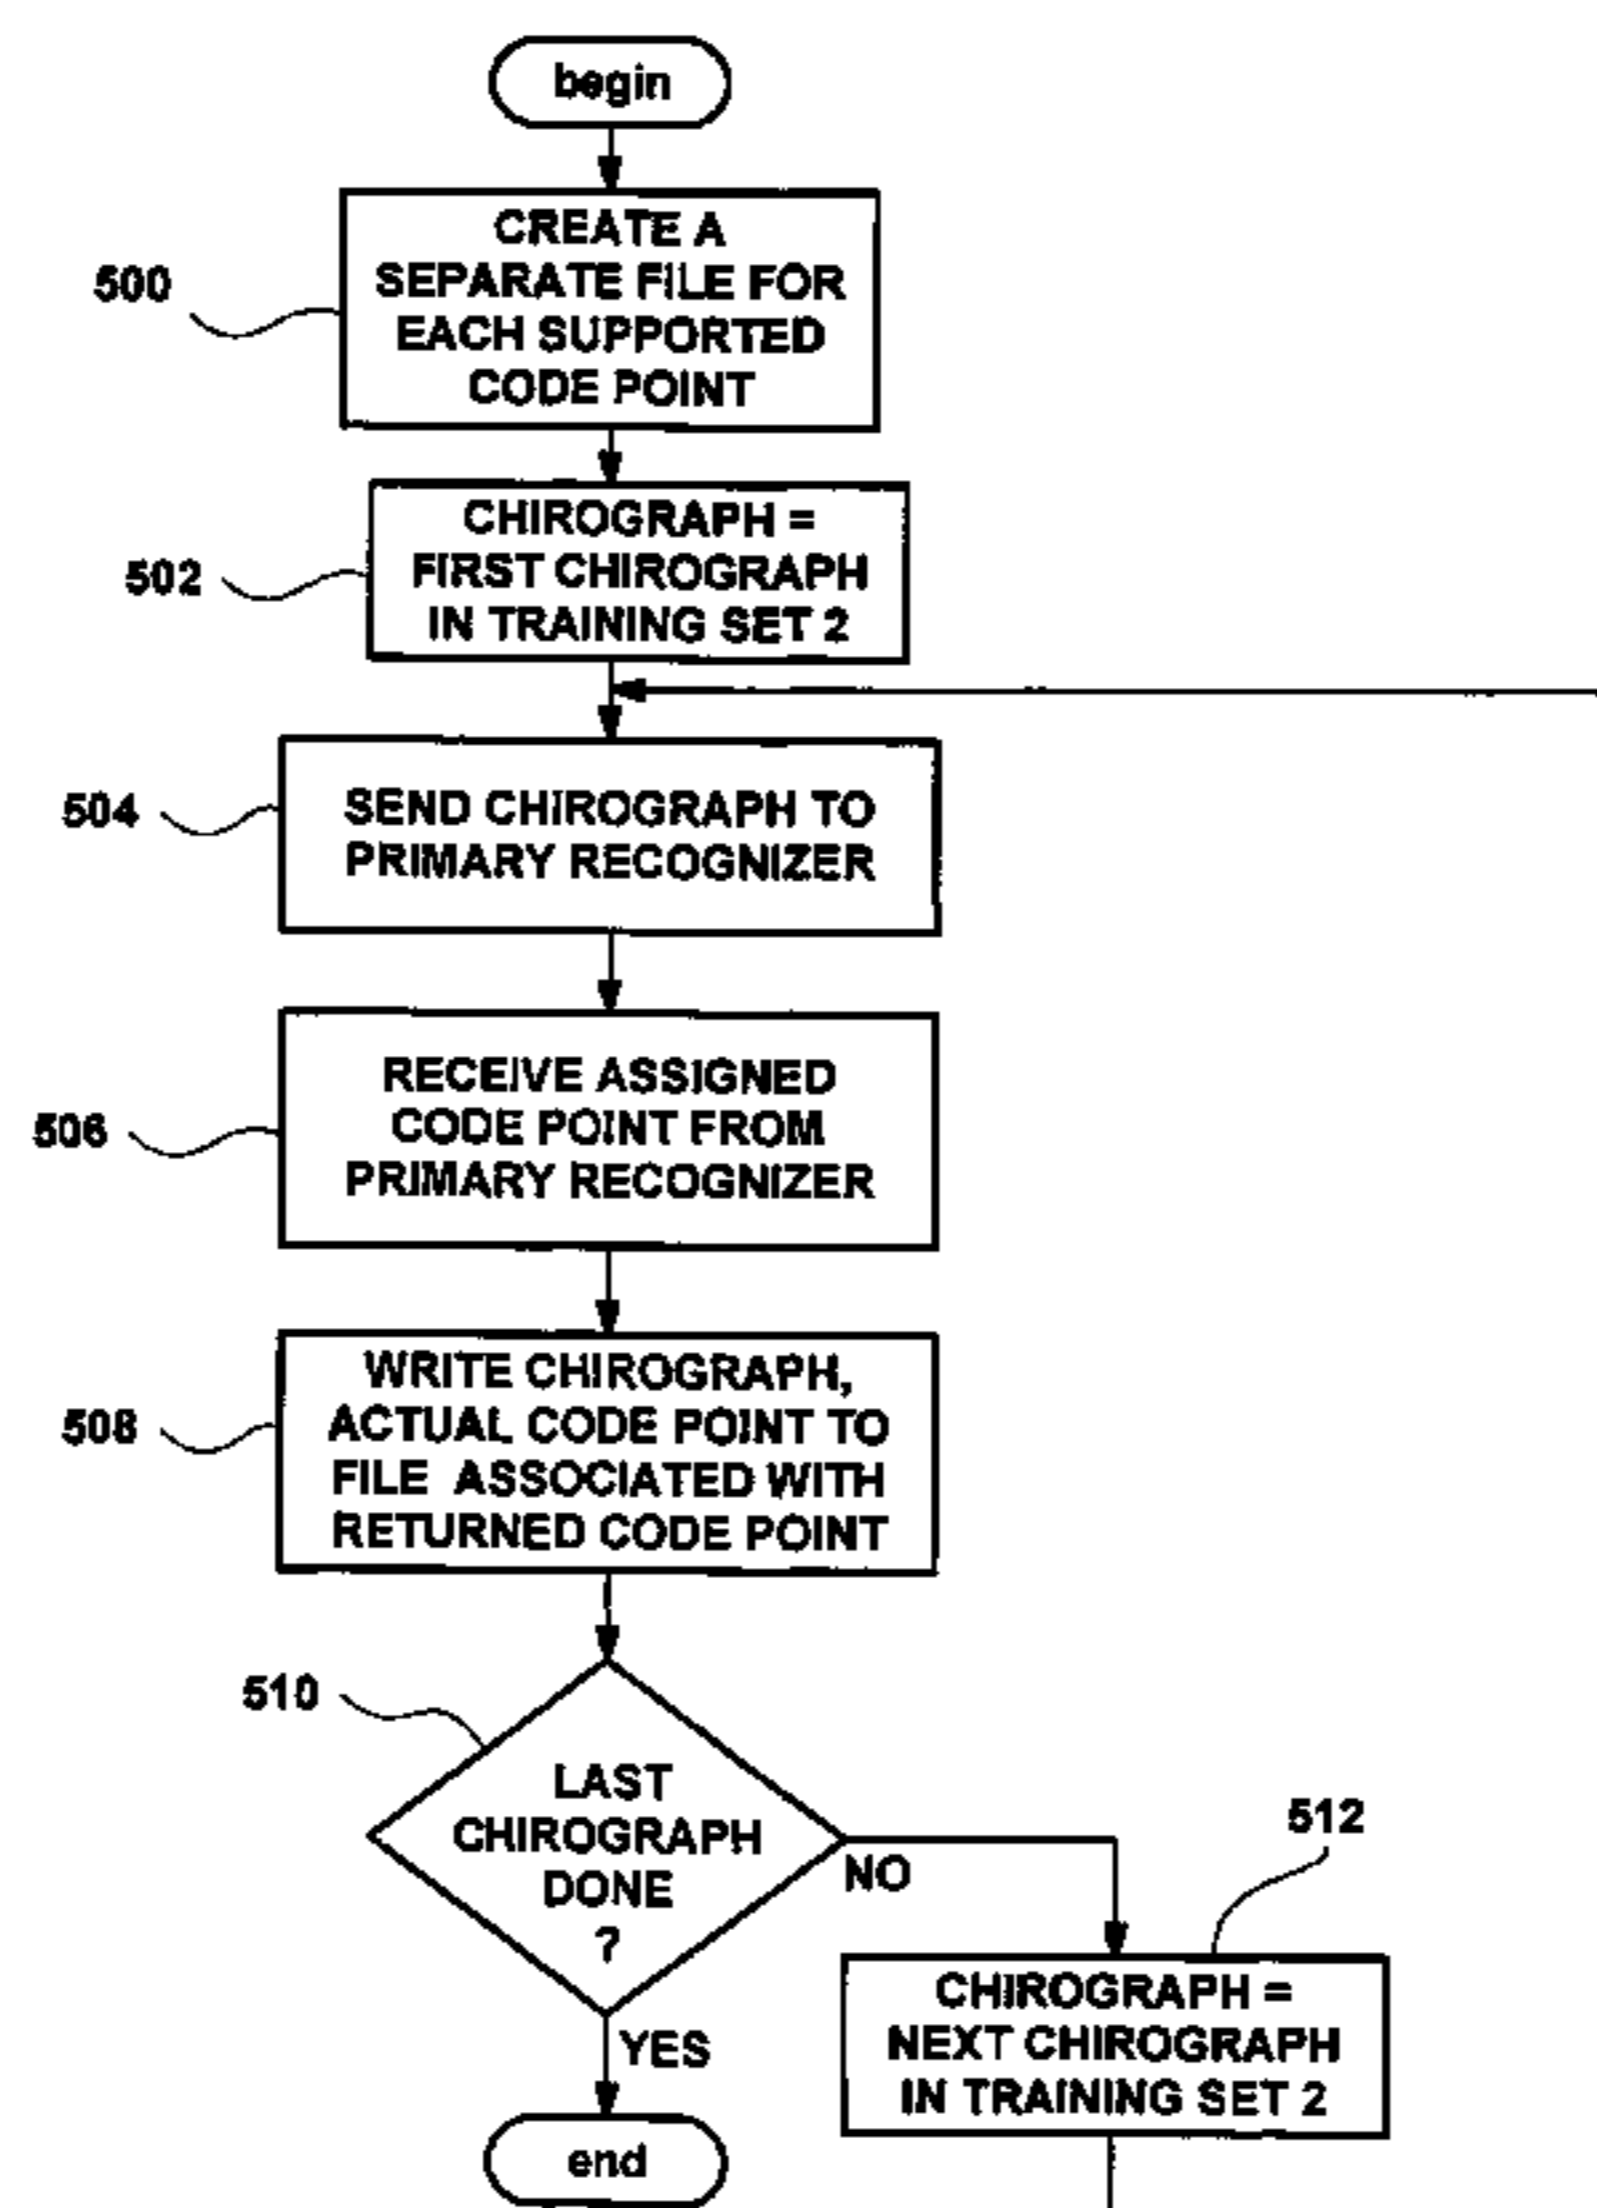 begin
500
CREATE A
SEPARATE FILE FOR
EACH SUPPORTED
CODE POINT
502
CHIROGRAPH =
FIRST CHIROGRAPH
IN TRAINING SET 2
504
SEND CHIROGRAPH TO
PRIMARY RECOGNIZER
506
RECEIVE ASSIGNED
CODE POINT FROM
PRIMARY RECOGNIZER
508
WRITE CHIROGRAPH,
ACTUAL CODE POINT TO
FILE ASSOCIATED WITH
RETURNED CODE POINT
510
LAST
CHIROGRAPH
DONE
?
NO
YES
512
CHIROGRAPH =
NEXT CHIROGRAPH
IN TRAINING SET 2
end